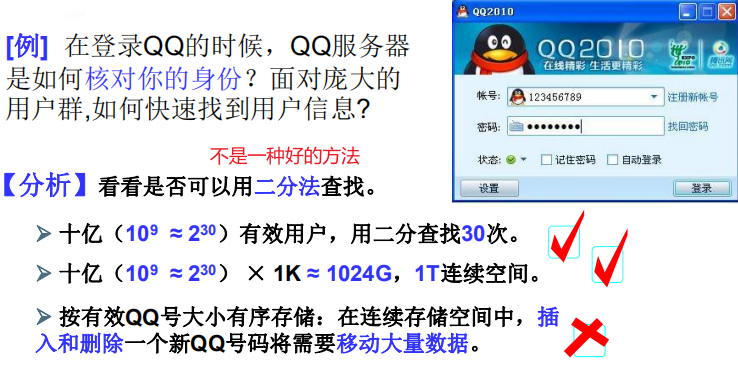 [例] 在登录QQ的时候，QQ服务器
是如何核对你的身份？面对庞大的
用户群,如何快速找到用户信息?
不是一种好的方法
【分析】看看是否可以用二分法查找。
➢ 十亿（10⁹ ≈ 2³⁰）有效用户，用二分查找30次。
➢ 十亿（10⁹ ≈ 2³⁰） × 1K ≈ 1024G，1T连续空间。
➢ 按有效QQ号大小有序存储：在连续存储空间中，插
入和删除一个新QQ号码将需要移动大量数据。
QQ2010
QQ2010
在线精彩 生活更精彩
EXPO
帐号: 123456789 注册新帐号
密码: ●●●●●●●● 找回密码
状态: 记住密码 自动登录
设置 登录